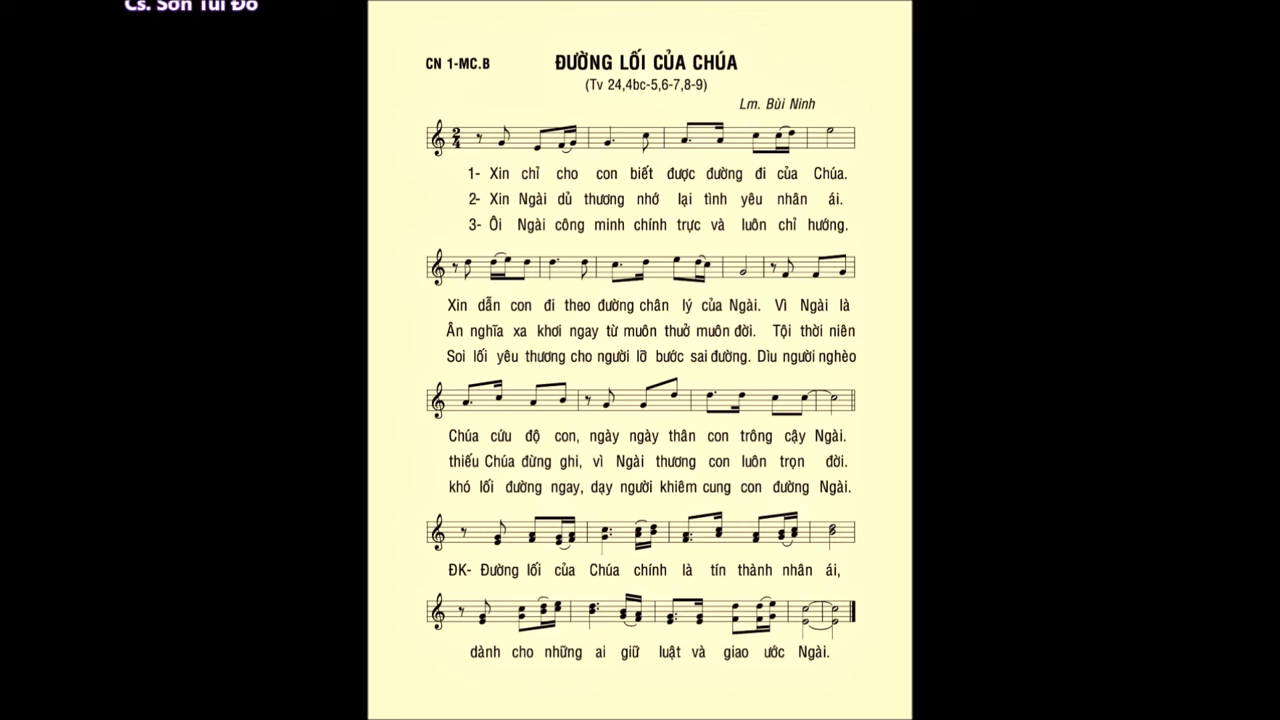 Cs. Sơn Túi Đỏ
CN 1-MC.B
ĐƯỜNG LỐI CỦA CHÚA
(Tv 24,4bc-5,6-7,8-9)
Lm. Bùi Ninh
2
4
1- Xin chỉ cho con biết được đường đi của Chúa.
2- Xin Ngài dủ thương nhớ lại tình yêu nhân ái.
3- Ôi Ngài công minh chính trực và luôn chỉ hướng.
Xin dẫn con đi theo đường chân lý của Ngài. Vì Ngài là
Ân nghĩa xa khơi ngay từ muôn thuở muôn đời. Tội thời niên
Soi lối yêu thương cho người lỡ bước sai đường. Dìu người nghèo
Chúa cứu độ con, ngày ngày thân con trông cậy Ngài.
thiếu Chúa đừng ghi, vì Ngài thương con luôn trọn đời.
khó lối đường ngay, dạy người khiêm cung con đường Ngài.
ĐK- Đường lối của Chúa chính là tín thành nhân ái,
dành cho những ai giữ luật và giao ước Ngài.